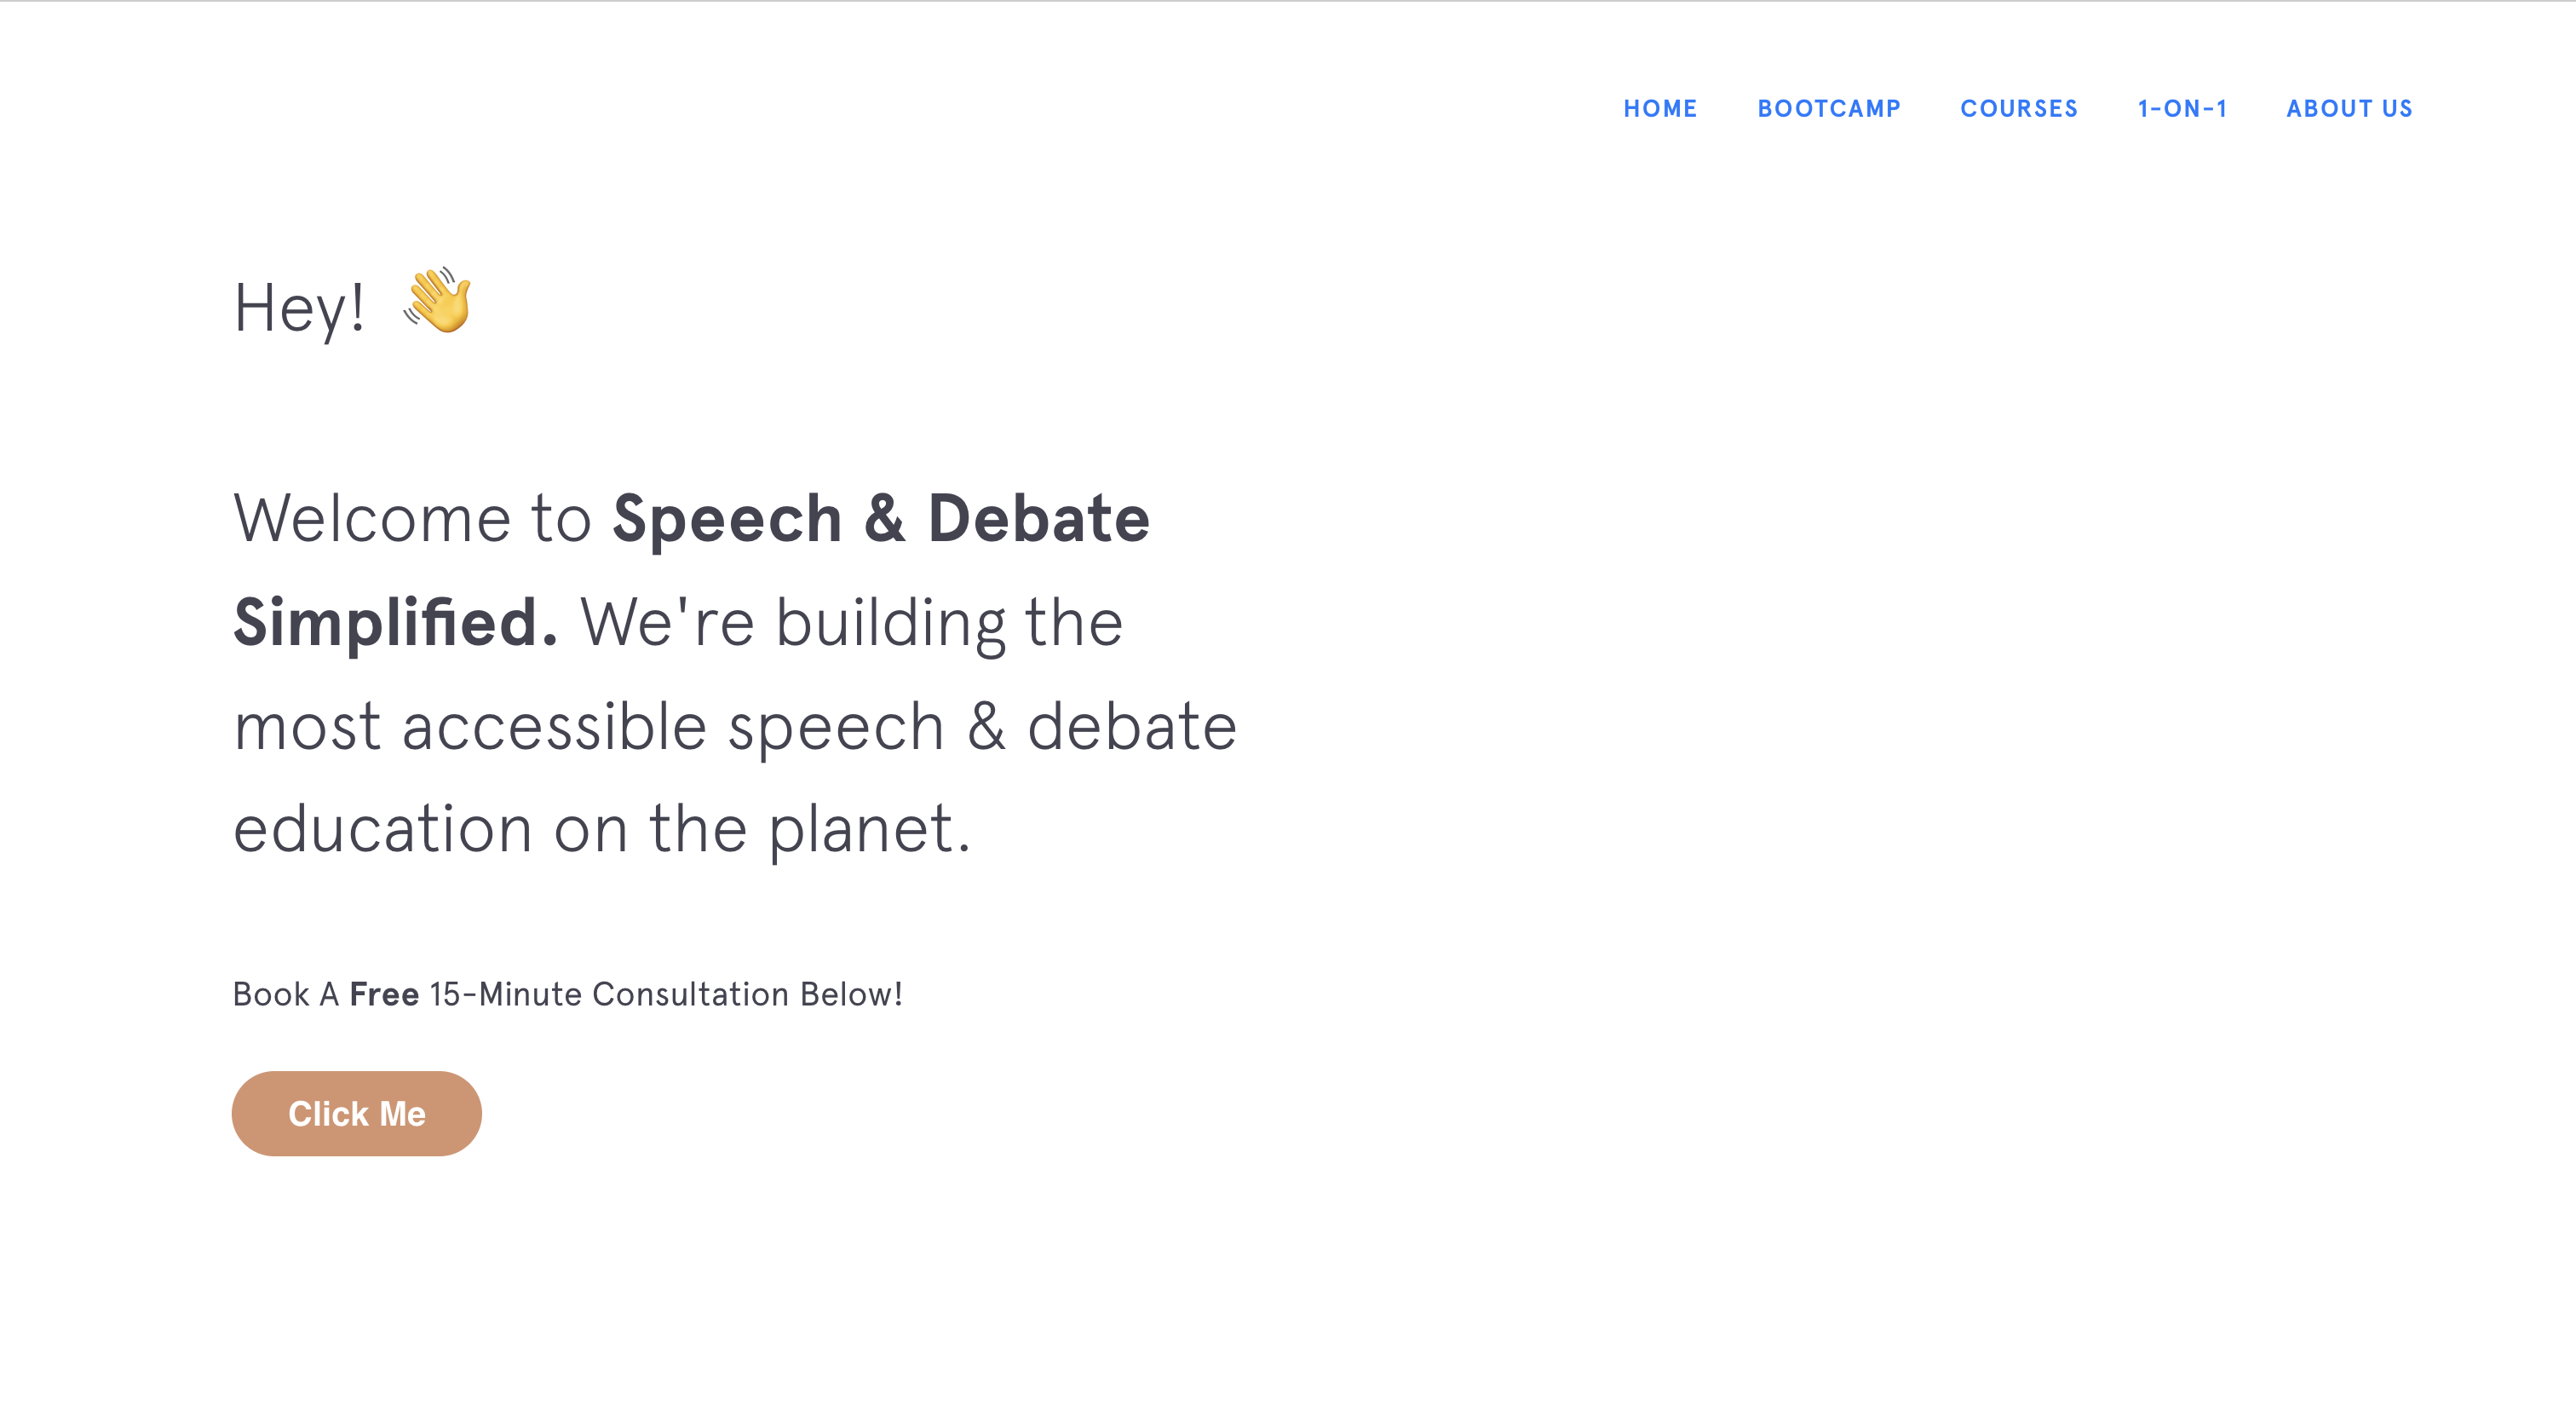 HOME BOOTCAMP COURSES 1-ON-1 ABOUT US
Hey! 👋
Welcome to Speech & Debate
Simplified. We're building the
most accessible speech & debate
education on the planet.
Book A Free 15-Minute Consultation Below!
Click Me